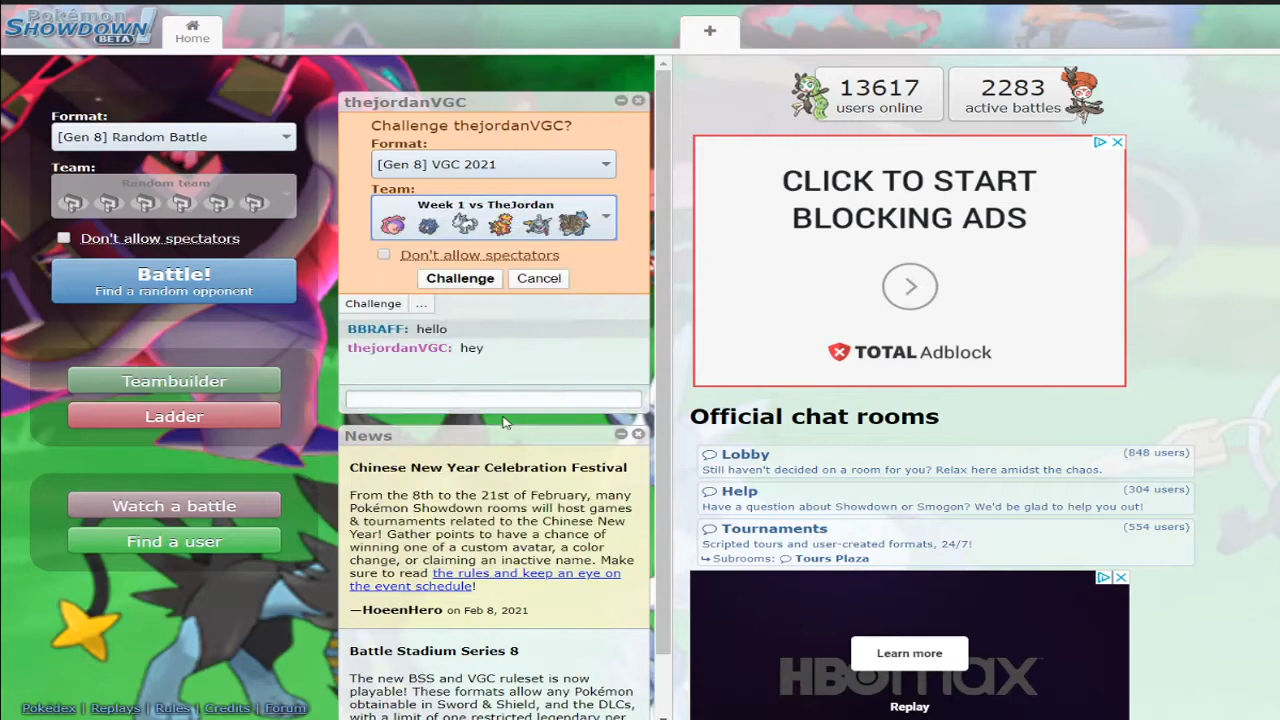 Pokémon
SHOWDOWN!
BETA
Home
+
Format:
[Gen 8] Random Battle
Team:
Random team
Don't allow spectators
Battle!
Find a random opponent
Teambuilder
Ladder
Watch a battle
Find a user
Pokédex | Replays | Rules | Credits | Forum
thejordanVGC
Challenge thejordanVGC?
Format:
[Gen 8] VGC 2021
Team:
Week 1 vs TheJordan
Don't allow spectators
Challenge Cancel
Challenge ...
BBRAFF: hello
thejordanVGC: hey
News
Chinese New Year Celebration Festival
From the 8th to the 21st of February, many
Pokémon Showdown rooms will host games
& tournaments related to the Chinese New
Year! Gather points to have a chance of
winning one of a custom avatar, a color
change, or claiming an inactive name. Make
sure to read the rules and keep an eye on
the event schedule!
—HoeenHero on Feb 8, 2021
Battle Stadium Series 8
The new BSS and VGC ruleset is now
playable! These formats allow any Pokémon
obtainable in Sword & Shield, and the DLCs,
with a limit of one restricted legendary per
13617
users online
2283
active battles
CLICK TO START
BLOCKING ADS
TOTAL Adblock
Official chat rooms
Lobby (848 users)
Still haven't decided on a room for you? Relax here amidst the chaos.
Help (304 users)
Have a question about Showdown or Smogon? We'd be glad to help you out!
Tournaments (554 users)
Scripted tours and user-created formats, 24/7!
↳Subrooms: Tours Plaza
Learn more
HBOmax
Replay